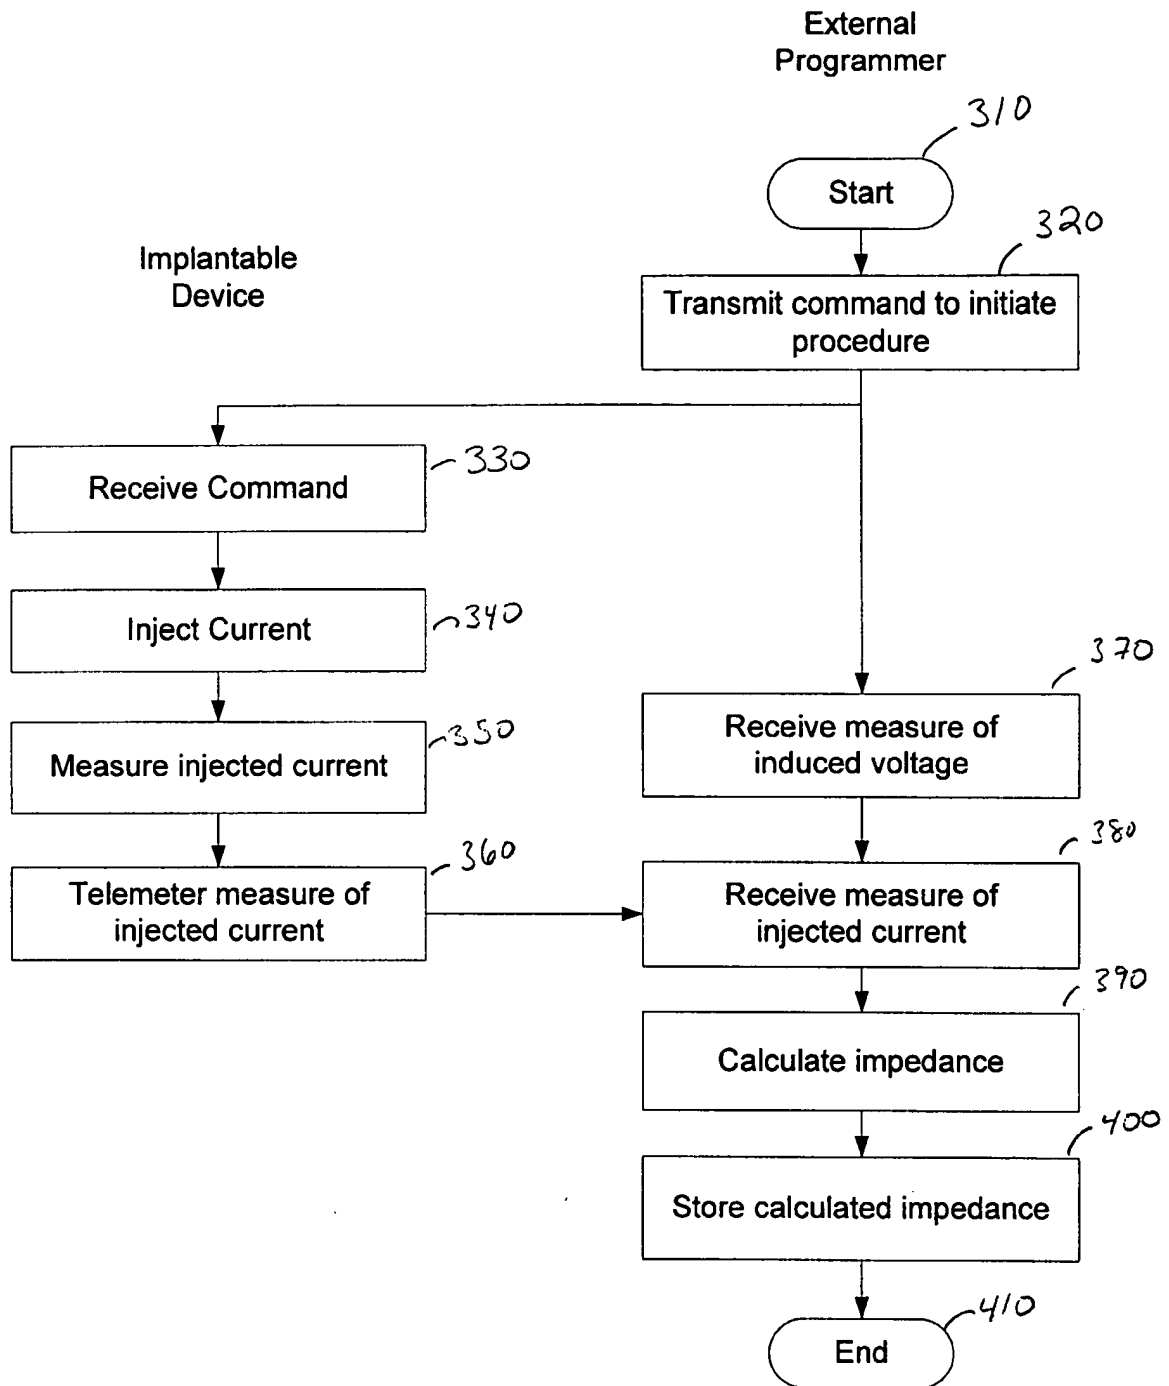 External
Programmer
310
Start
320
Implantable
Device
Transmit command to initiate
procedure
330
Receive Command
340
Inject Current
370
Receive measure of
induced voltage
350
Measure injected current
380
360
Telemeter measure of
injected current
Receive measure of
injected current
390
Calculate impedance
400
Store calculated impedance
410
End